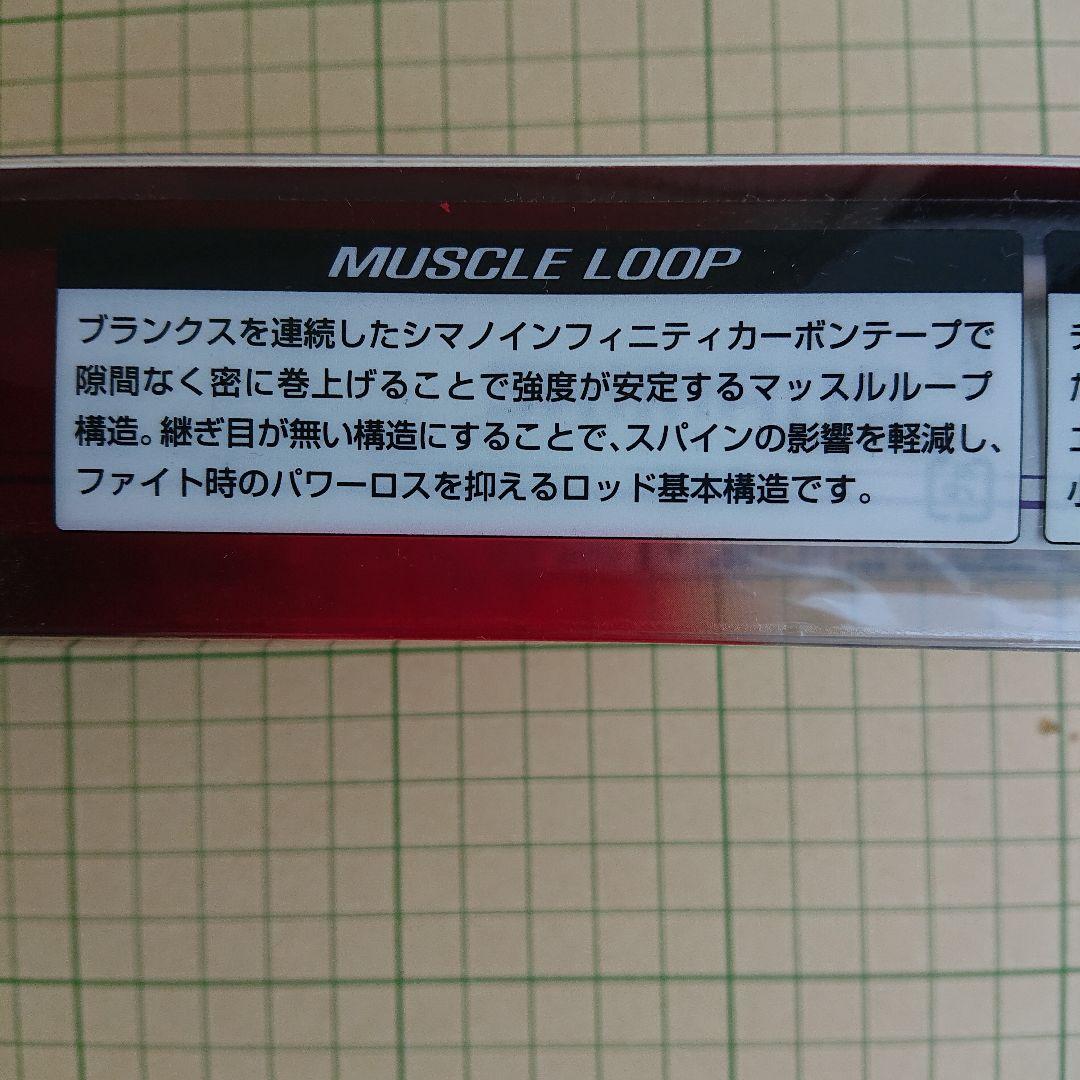 MUSCLE LOOP
ブランクスを連続したシマノインフィニティカーボンテープで
隙間なく密に巻上げることで強度が安定するマッスルループ
構造。継ぎ目が無い構造にすることで、スパインの影響を軽減し、
ファイト時のパワーロスを抑えるロッド基本構造です。